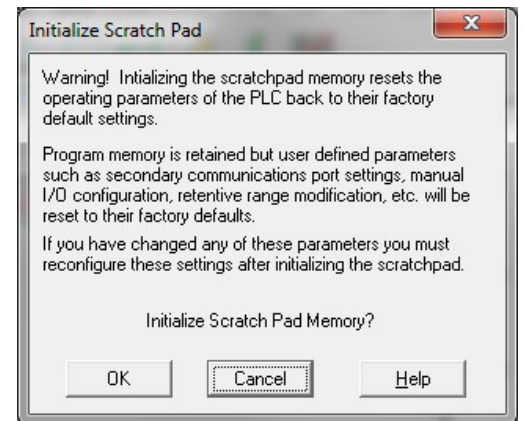 Initialize Scratch Pad
Warning! Intializing the scratchpad memory resets the
operating parameters of the PLC back to their factory
default settings.
Program memory is retained but user defined parameters
such as secondary communications port settings, manual
I/O configuration, retentive range modification, etc. will be
reset to their factory defaults.
If you have changed any of these parameters you must
reconfigure these settings after initializing the scratchpad.
Initialize Scratch Pad Memory?
OK Cancel Help